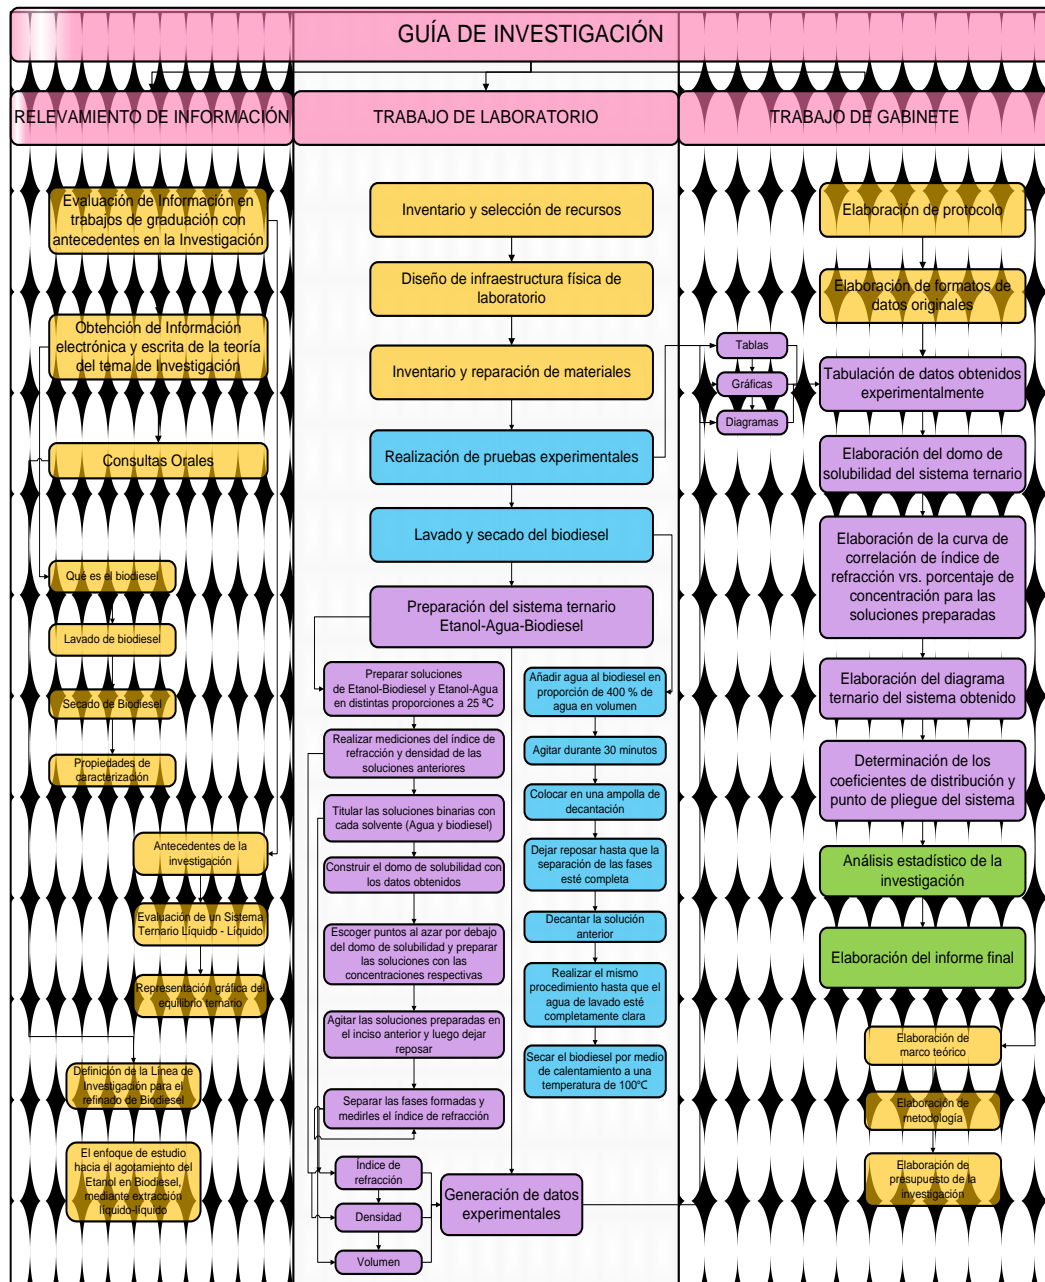 GUÍA DE INVESTIGACIÓN
RELEVAMIENTO DE INFORMACIÓN
TRABAJO DE LABORATORIO
TRABAJO DE GABINETE
Evaluación de Información en
trabajos de graduación con
antecedentes en la Investigación
Obtención de Información
electrónica y escrita de la teoría
del tema de Investigación
Consultas Orales
Qué es el biodiesel
Lavado de biodiesel
Secado de Biodiesel
Propiedades de
caracterización
Antecedentes de la
investigación
Evaluación de un Sistema
Ternario Líquido - Líquido
Representación gráfica del
equilibrio ternario
Definición de la Línea de
Investigación para el
refinado de Biodiesel
El enfoque de estudio
hacia el agotamiento del
Etanol en Biodiesel,
mediante extracción
líquido-líquido
Inventario y selección de recursos
Diseño de infraestructura física de
laboratorio
Inventario y reparación de materiales
Realización de pruebas experimentales
Lavado y secado del biodiesel
Preparación del sistema ternario
Etanol-Agua-Biodiesel
Preparar soluciones
de Etanol-Biodiesel y Etanol-Agua
en distintas proporciones a 25 ªC
Realizar mediciones del índice de
refracción y densidad de las
soluciones anteriores
Titular las soluciones binarias con
cada solvente (Agua y biodiesel)
Construir el domo de solubilidad con
los datos obtenidos
Escoger puntos al azar por debajo
del domo de solubilidad y preparar
las soluciones con las
concentraciones respectivas
Agitar las soluciones preparadas en
el inciso anterior y luego dejar
reposar
Separar las fases formadas y
medirles el índice de refracción
Índice de
refracción
Densidad
Volumen
Generación de datos
experimentales
Añadir agua al biodiesel en
proporción de 400 % de
agua en volumen
Agitar durante 30 minutos
Colocar en una ampolla de
decantación
Dejar reposar hasta que la
separación de las fases
esté completa
Decantar la solución
anterior
Realizar el mismo
procedimiento hasta que el
agua de lavado esté
completamente clara
Secar el biodiesel por medio
de calentamiento a una
temperatura de 100°C
Tablas
Gráficas
Diagramas
Elaboración de protocolo
Elaboración de formatos de
datos originales
Tabulación de datos obtenidos
experimentalmente
Elaboración del domo de
solubilidad del sistema ternario
Elaboración de la curva de
correlación de índice de
refracción vrs. porcentaje de
concentración para las
soluciones preparadas
Elaboración del diagrama
ternario del sistema obtenido
Determinación de los
coeficientes de distribución y
punto de pliegue del sistema
Análisis estadístico de la
investigación
Elaboración del informe final
Elaboración de
marco teórico
Elaboración de
metodología
Elaboración de
presupuesto de la
investigación